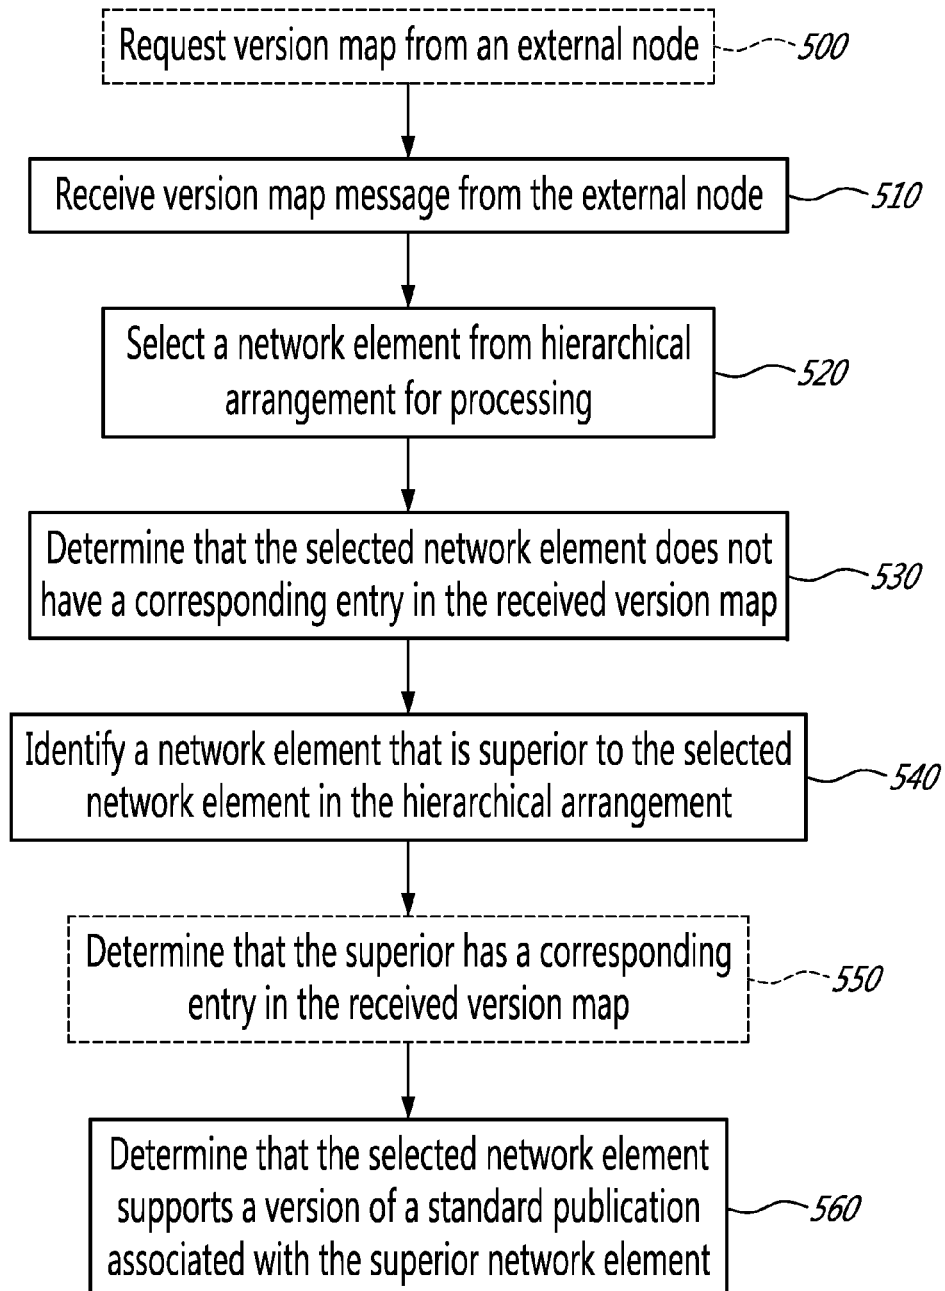 Request version map from an external node
500
Receive version map message from the external node
510
Select a network element from hierarchical
arrangement for processing
520
Determine that the selected network element does not
have a corresponding entry in the received version map
530
Identify a network element that is superior to the selected
network element in the hierarchical arrangement
540
Determine that the superior has a corresponding
entry in the received version map
550
Determine that the selected network element
supports a version of a standard publication
associated with the superior network element
560